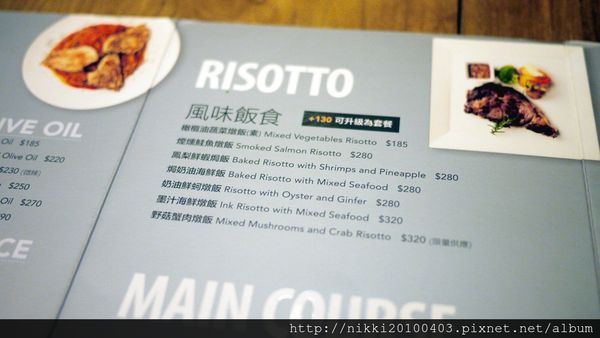 RISOTTO
風味飯食 +130 可升級為套餐
橄欖油蔬菜燉飯(素) Mixed Vegetables Risotto $185
煙燻鮭魚燉飯 Smoked Salmon Risotto $280
鳳梨鮮蝦焗飯 Baked Risotto with Shrimps and Pineapple $280
焗奶油海鮮飯 Baked Risotto with Mixed Seafood $280
奶油鮮蚵燉飯 Risotto with Oyster and Ginfer $280
墨汁海鮮燉飯 Ink Risotto with Mixed Seafood $320
野菇蟹肉燉飯 Mixed Mushrooms and Crab Risotto $320 (限量供應)
MAIN COURSE
IVE OIL
Oil $185
Olive Oil $220
$230
$250
Oil $270
CE
http://nikki20100403.pixnet.net/album